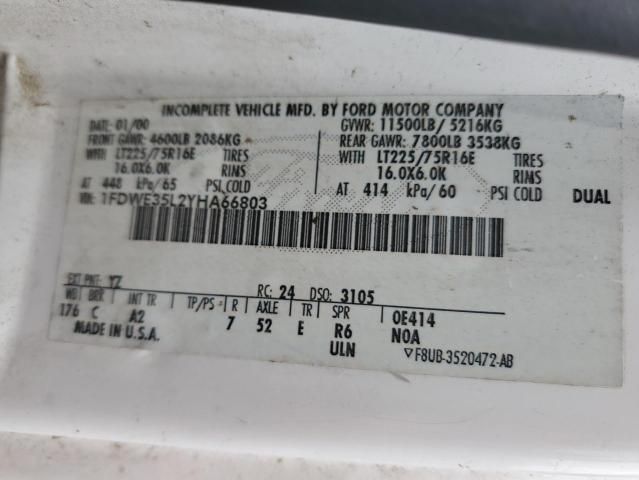 INCOMPLETE VEHICLE MFD. BY FORD MOTOR COMPANY
DATE: 01/00 GVWR: 11500LB/ 5216KG
FRONT GAWR: 4600LB 2086KG REAR GAWR: 7800LB 3538KG
WITH LT225/75R16E TIRES WITH LT225/75R16E TIRES
16.0X6.0K RIMS 16.0X6.0K RIMS
AT 448 kPa/65 PSI COLD AT 414 kPa/60 PSI COLD DUAL
VIN: 1FDWE35L2YHA66803
EXT PNT: YZ RC: 24 DSO: 3105
WB BRK INT TR TP/PS R AXLE TR SPR OE414
176 C A2 7 52 E R6 NOA
MADE IN U.S.A. ULN ▽F8UB-3520472-AB